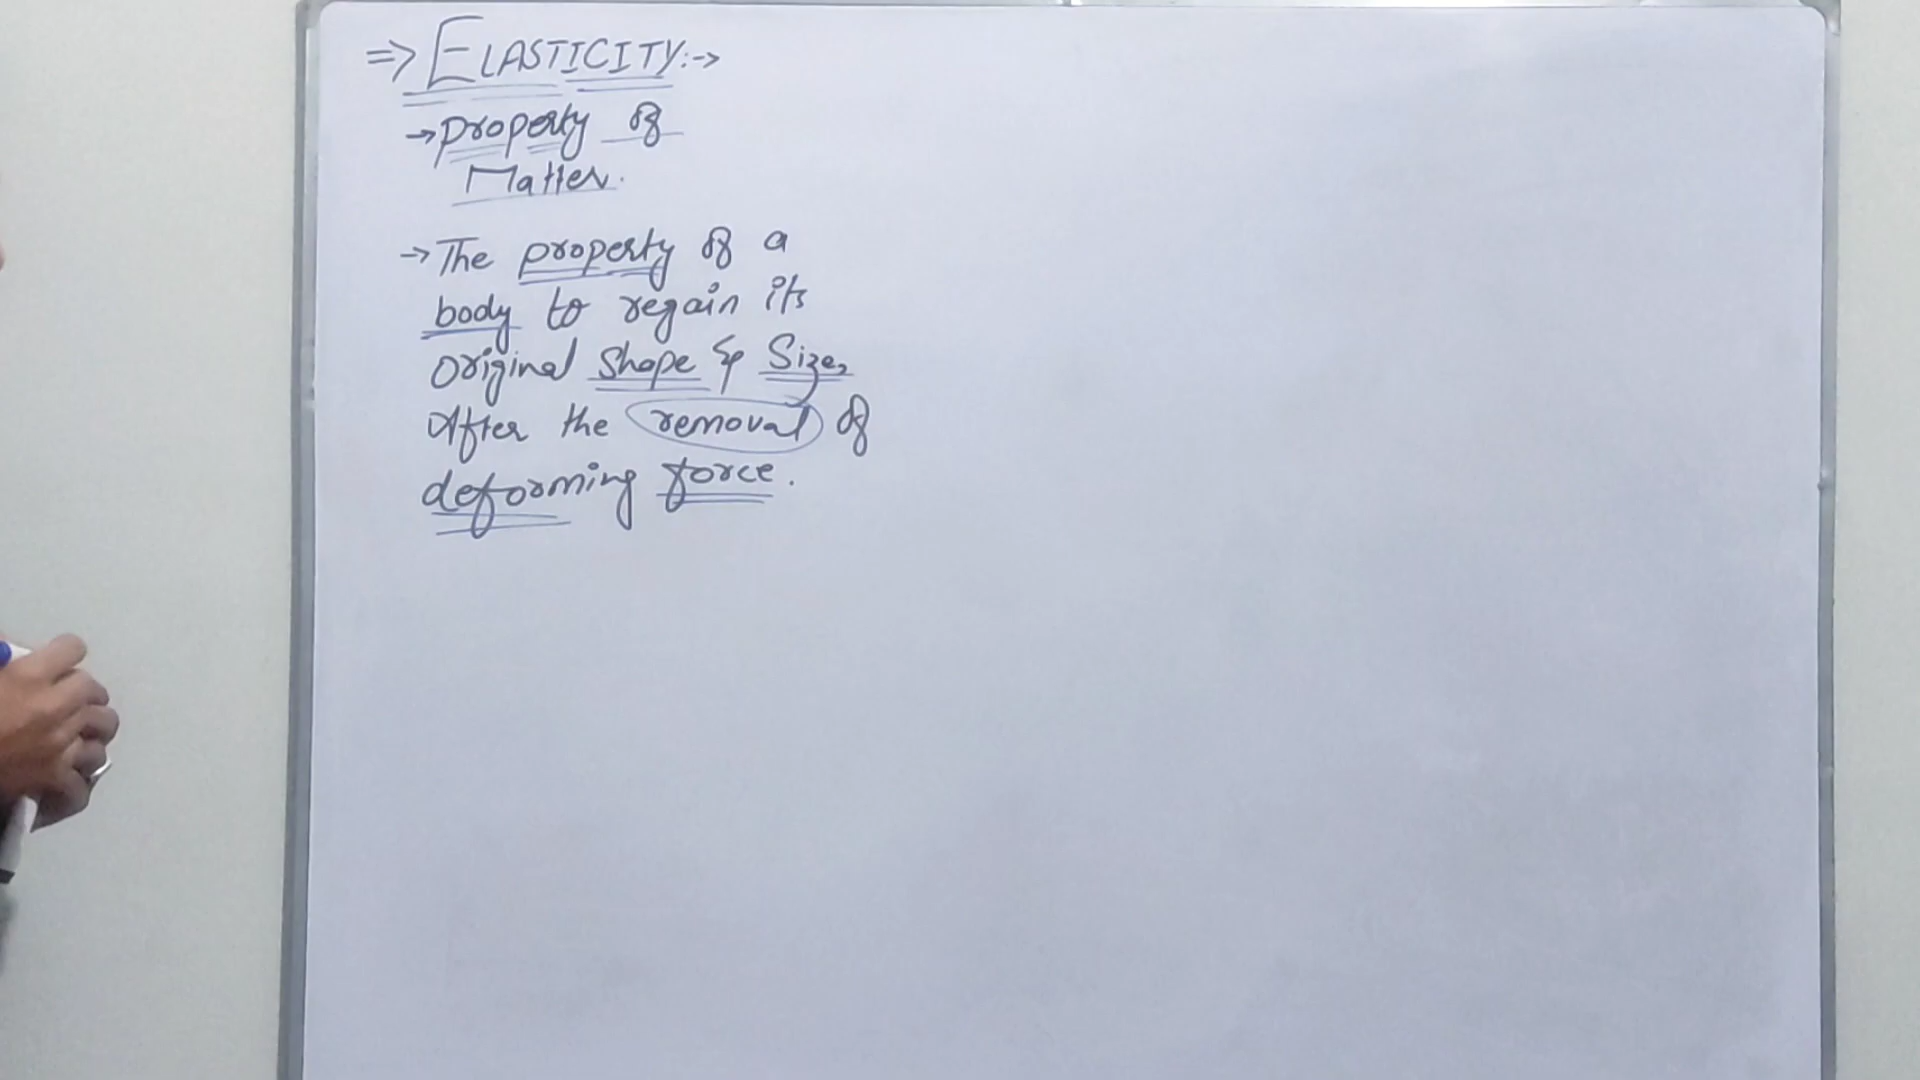 => ELASTICITY:->
→ property of
Matter.
→ The property of a
body to regain its
original shape & Size,
After the removal of
deforming force.